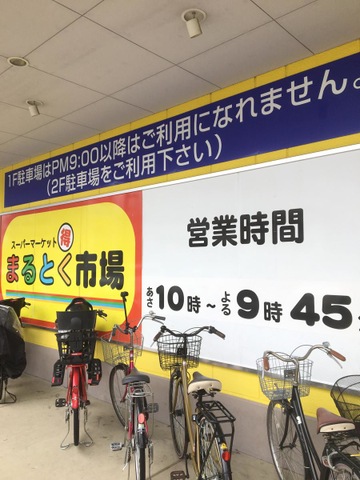 1F駐車場はPM9:00以降はご利用になれません。
(2F駐車場をご利用下さい)
スーパーマーケット 得
まるとく市場
営業時間
あさ10時~よる9時45